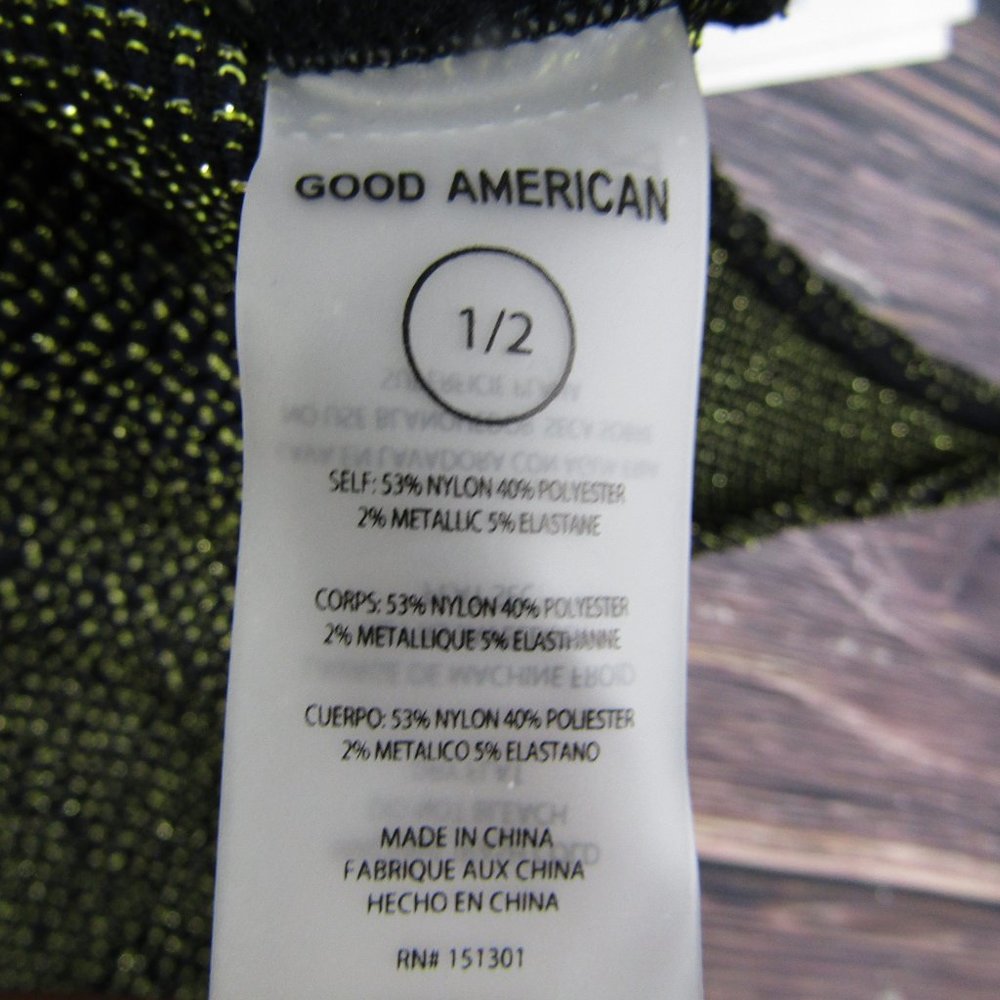 GOOD AMERICAN
1/2
SELF: 53% NYLON 40% POLYESTER
2% METALLIC 5% ELASTANE
CORPS: 53% NYLON 40% POLYESTER
2% METALLIQUE 5% ELASTHANNE
CUERPO: 53% NYLON 40% POLIESTER
2% METALICO 5% ELASTANO
MADE IN CHINA
FABRIQUE AUX CHINA
HECHO EN CHINA
RN# 151301